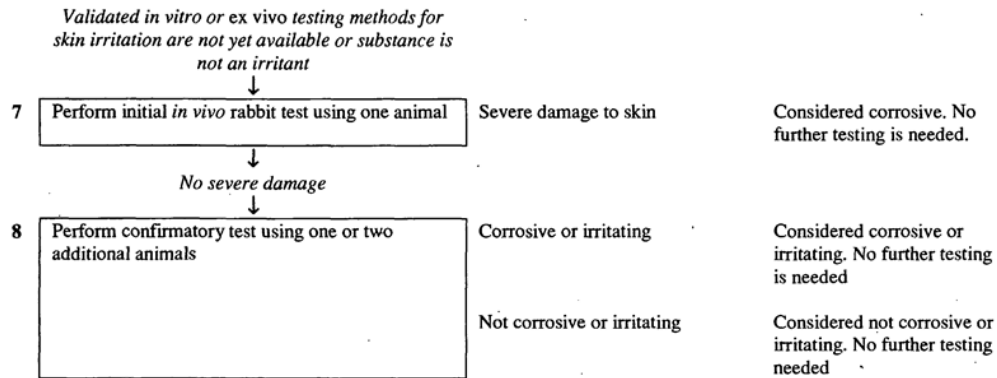 Validated in vitro or ex vivo testing methods for
skin irritation are not yet available or substance is
not an irritant
↓
7 Perform initial in vivo rabbit test using one animal Severe damage to skin Considered corrosive. No
further testing is needed.
↓
No severe damage
↓
8 Perform confirmatory test using one or two Corrosive or irritating Considered corrosive or
additional animals irritating. No further testing
is needed
Not corrosive or irritating Considered not corrosive or
irritating. No further testing
needed